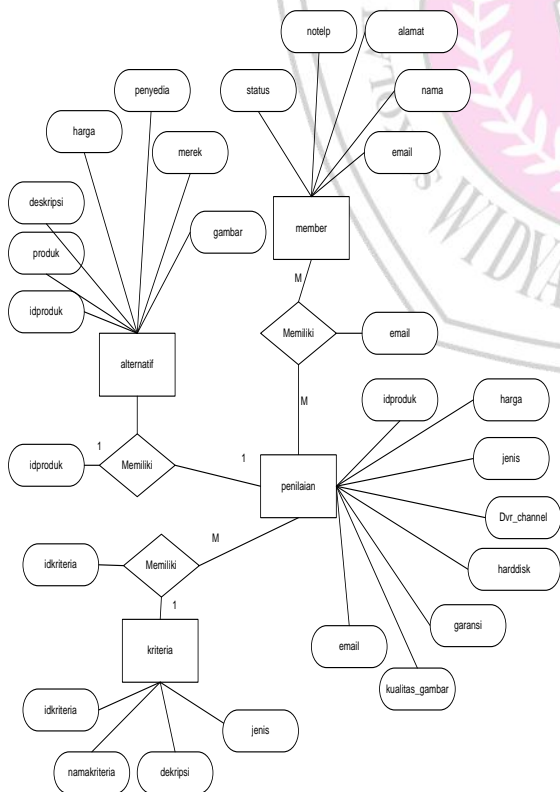 notelp
alamat
penyedia
status
nama
harga
merek
email
deskripsi
gambar
member
produk
M
idproduk
Memiliki
email
alternatif
idproduk
harga
M
1
1
jenis
idproduk
Memiliki
penilaian
Dvr_channel
M
idkriteria
Memiliki
harddisk
1
garansi
email
kriteria
kualitas_gambar
idkriteria
jenis
namakriteria
dekripsi
WIDYA